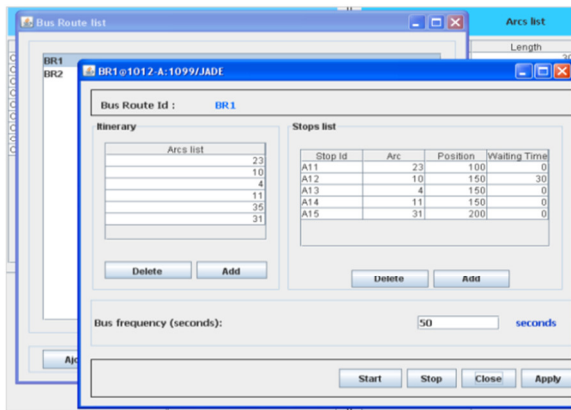 Bus Route list
Arcs list
Length
BR1
BR2
BR1@1012-A:1099/JADE
Bus Route Id : BR1
Itinerary
Arcs list
23
10
4
11
35
31
Delete Add
Stops list
Stop Id Arc Position Waiting Time
A11 23 100 0
A12 10 150 30
A13 4 150 0
A14 11 150 0
A15 31 200 0
Delete Add
Bus frequency (seconds): 50 seconds
Start Stop Close Apply